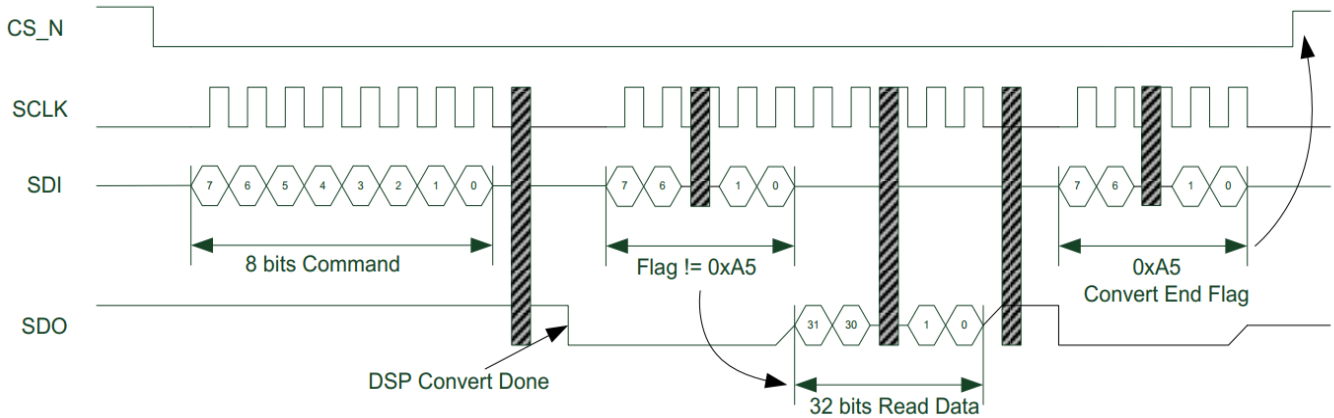 CS_N
SCLK
SDI 7 6 5 4 3 2 1 0 7 6 1 0 7 6 1 0
8 bits Command Flag != 0xA5 0xA5
Convert End Flag
SDO 31 30 1 0
DSP Convert Done
32 bits Read Data